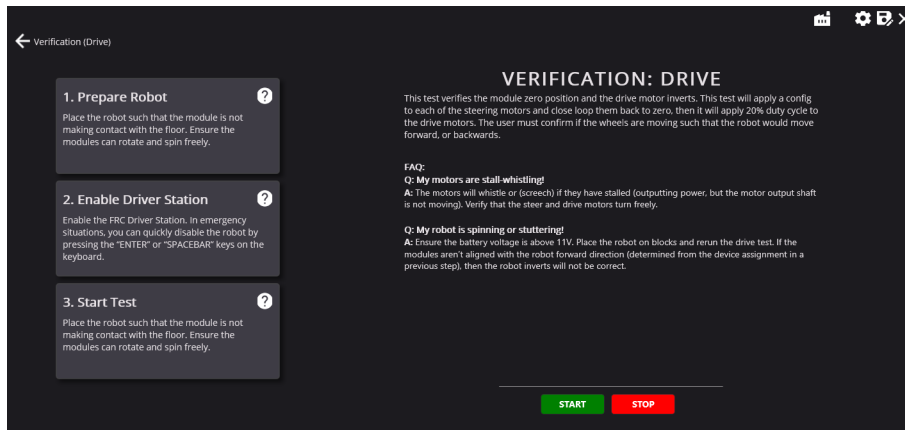 Verification (Drive)
1. Prepare Robot
Place the robot such that the module is not
making contact with the floor. Ensure the
modules can rotate and spin freely.
2. Enable Driver Station
Enable the FRC Driver Station. In emergency
situations, you can quickly disable the robot by
pressing the "ENTER" or "SPACEBAR" keys on the
keyboard.
3. Start Test
Place the robot such that the module is not
making contact with the floor. Ensure the
modules can rotate and spin freely.
VERIFICATION: DRIVE
This test verifies the module zero position and the drive motor inverts. This test will apply a config
to each of the steering motors and close loop them back to zero, then it will apply 20% duty cycle to
the drive motors. The user must confirm if the wheels are moving such that the robot would move
forward, or backwards.
FAQ:
Q: My motors are stall-whistling!
A: The motors will whistle or (screech) if they have stalled (outputting power, but the motor output shaft
is not moving). Verify that the steer and drive motors turn freely.
Q: My robot is spinning or stuttering!
A: Ensure the battery voltage is above 11V. Place the robot on blocks and rerun the drive test. If the
modules aren't aligned with the robot forward direction (determined from the device assignment in a
previous step), then the robot inverts will not be correct.
START
STOP